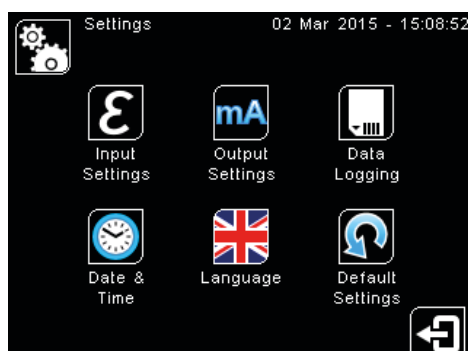 Settings
02 Mar 2015 - 15:08:52
ε
mA
Input
Settings
Output
Settings
Data
Logging
Date &
Time
Language
Default
Settings